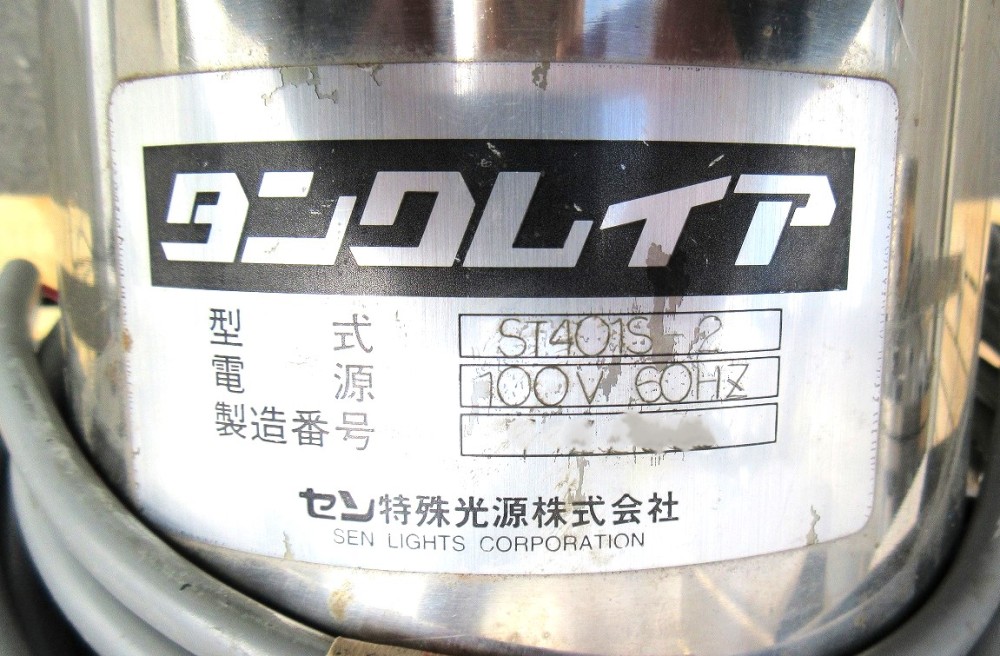 タンクレイア
型式 ST401S-2
電源 100V 60HZ
製造番号
セン特殊光源株式会社
SEN LIGHTS CORPORATION